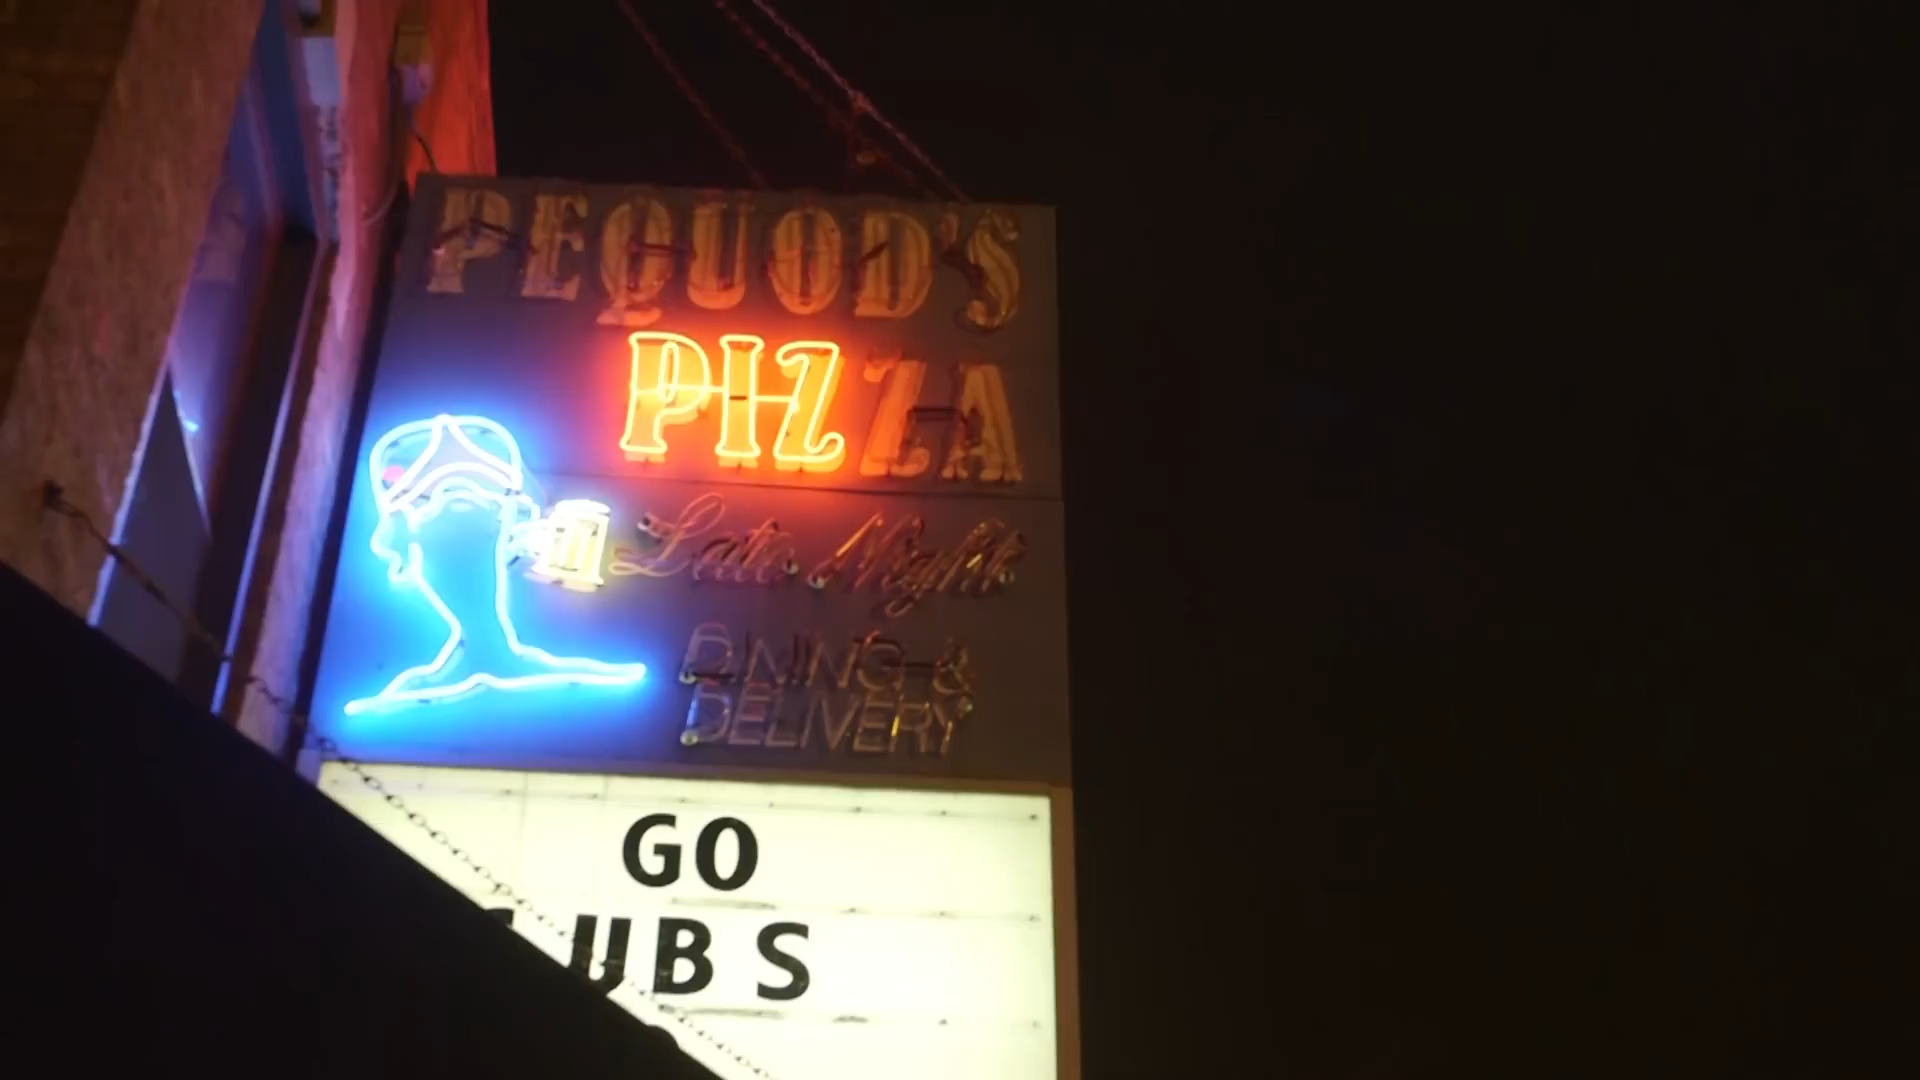 PEQUOD'S
PIZZA
Late Night
DINING &
DELIVERY
GO
UBS